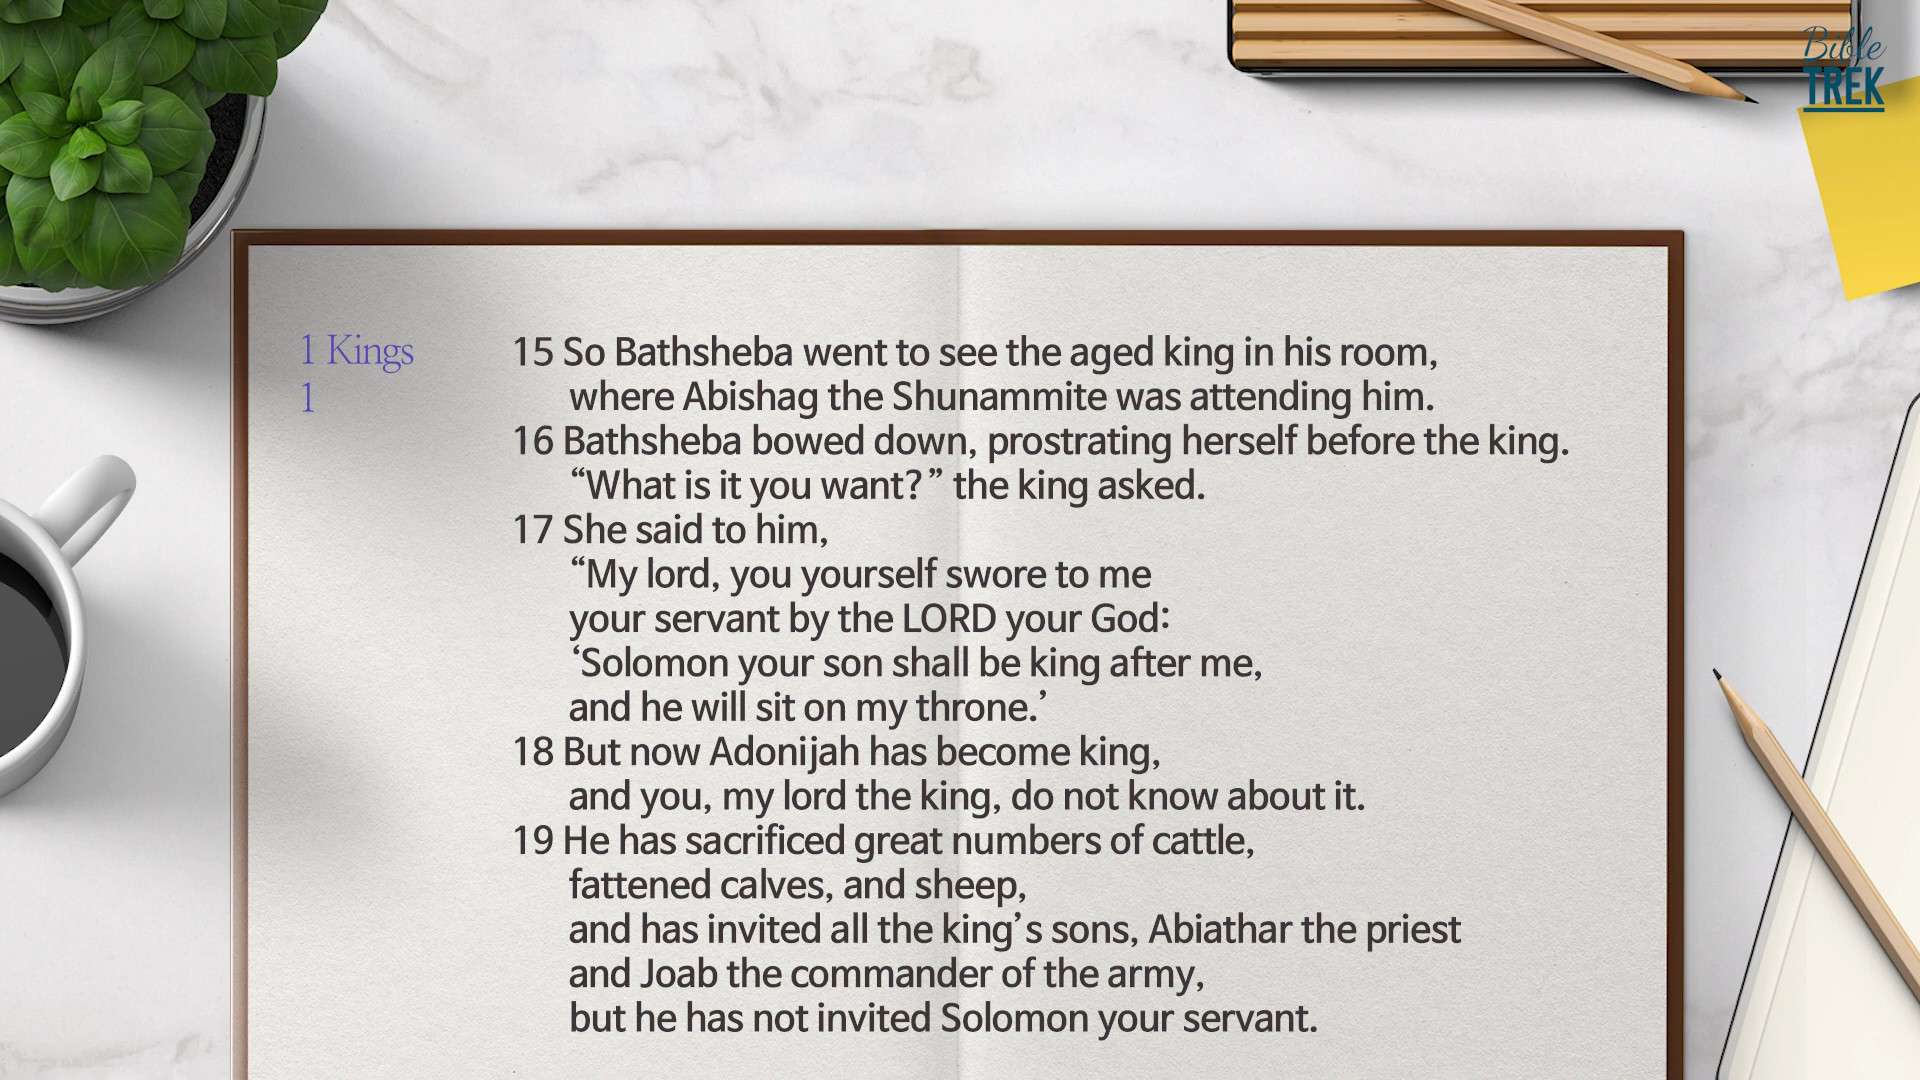 Bible
TREK
1 Kings
1
15 So Bathsheba went to see the aged king in his room,
where Abishag the Shunammite was attending him.
16 Bathsheba bowed down, prostrating herself before the king.
“What is it you want?” the king asked.
17 She said to him,
“My lord, you yourself swore to me
your servant by the LORD your God:
‘Solomon your son shall be king after me,
and he will sit on my throne.’
18 But now Adonijah has become king,
and you, my lord the king, do not know about it.
19 He has sacrificed great numbers of cattle,
fattened calves, and sheep,
and has invited all the king’s sons, Abiathar the priest
and Joab the commander of the army,
but he has not invited Solomon your servant.